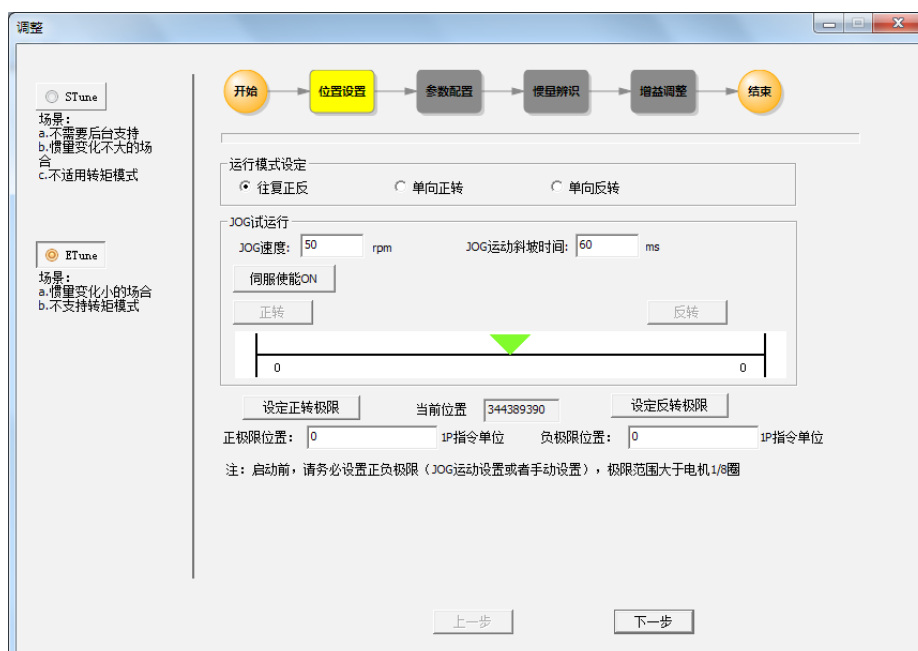 调整
STune
场景:
a.不需要后台支持
b.惯量变化不大的场
合
c.不适用转矩模式
ETune
场景:
a.惯量变化小的场合
b.不支持转矩模式
开始 位置设置 参数配置 惯量辨识 增益调整 结束
运行模式设定
往复正反 单向正转 单向反转
JOG试运行
JOG速度: 50 rpm JOG运动斜坡时间: 60 ms
伺服使能ON
正转 反转
0 0
设定正转极限 当前位置 344389390 设定反转极限
正极限位置: 0 1P指令单位 负极限位置: 0 1P指令单位
注: 启动前, 请务必设置正负极限 (JOG运动设置或者手动设置), 极限范围大于电机1/8圈
上一步 下一步